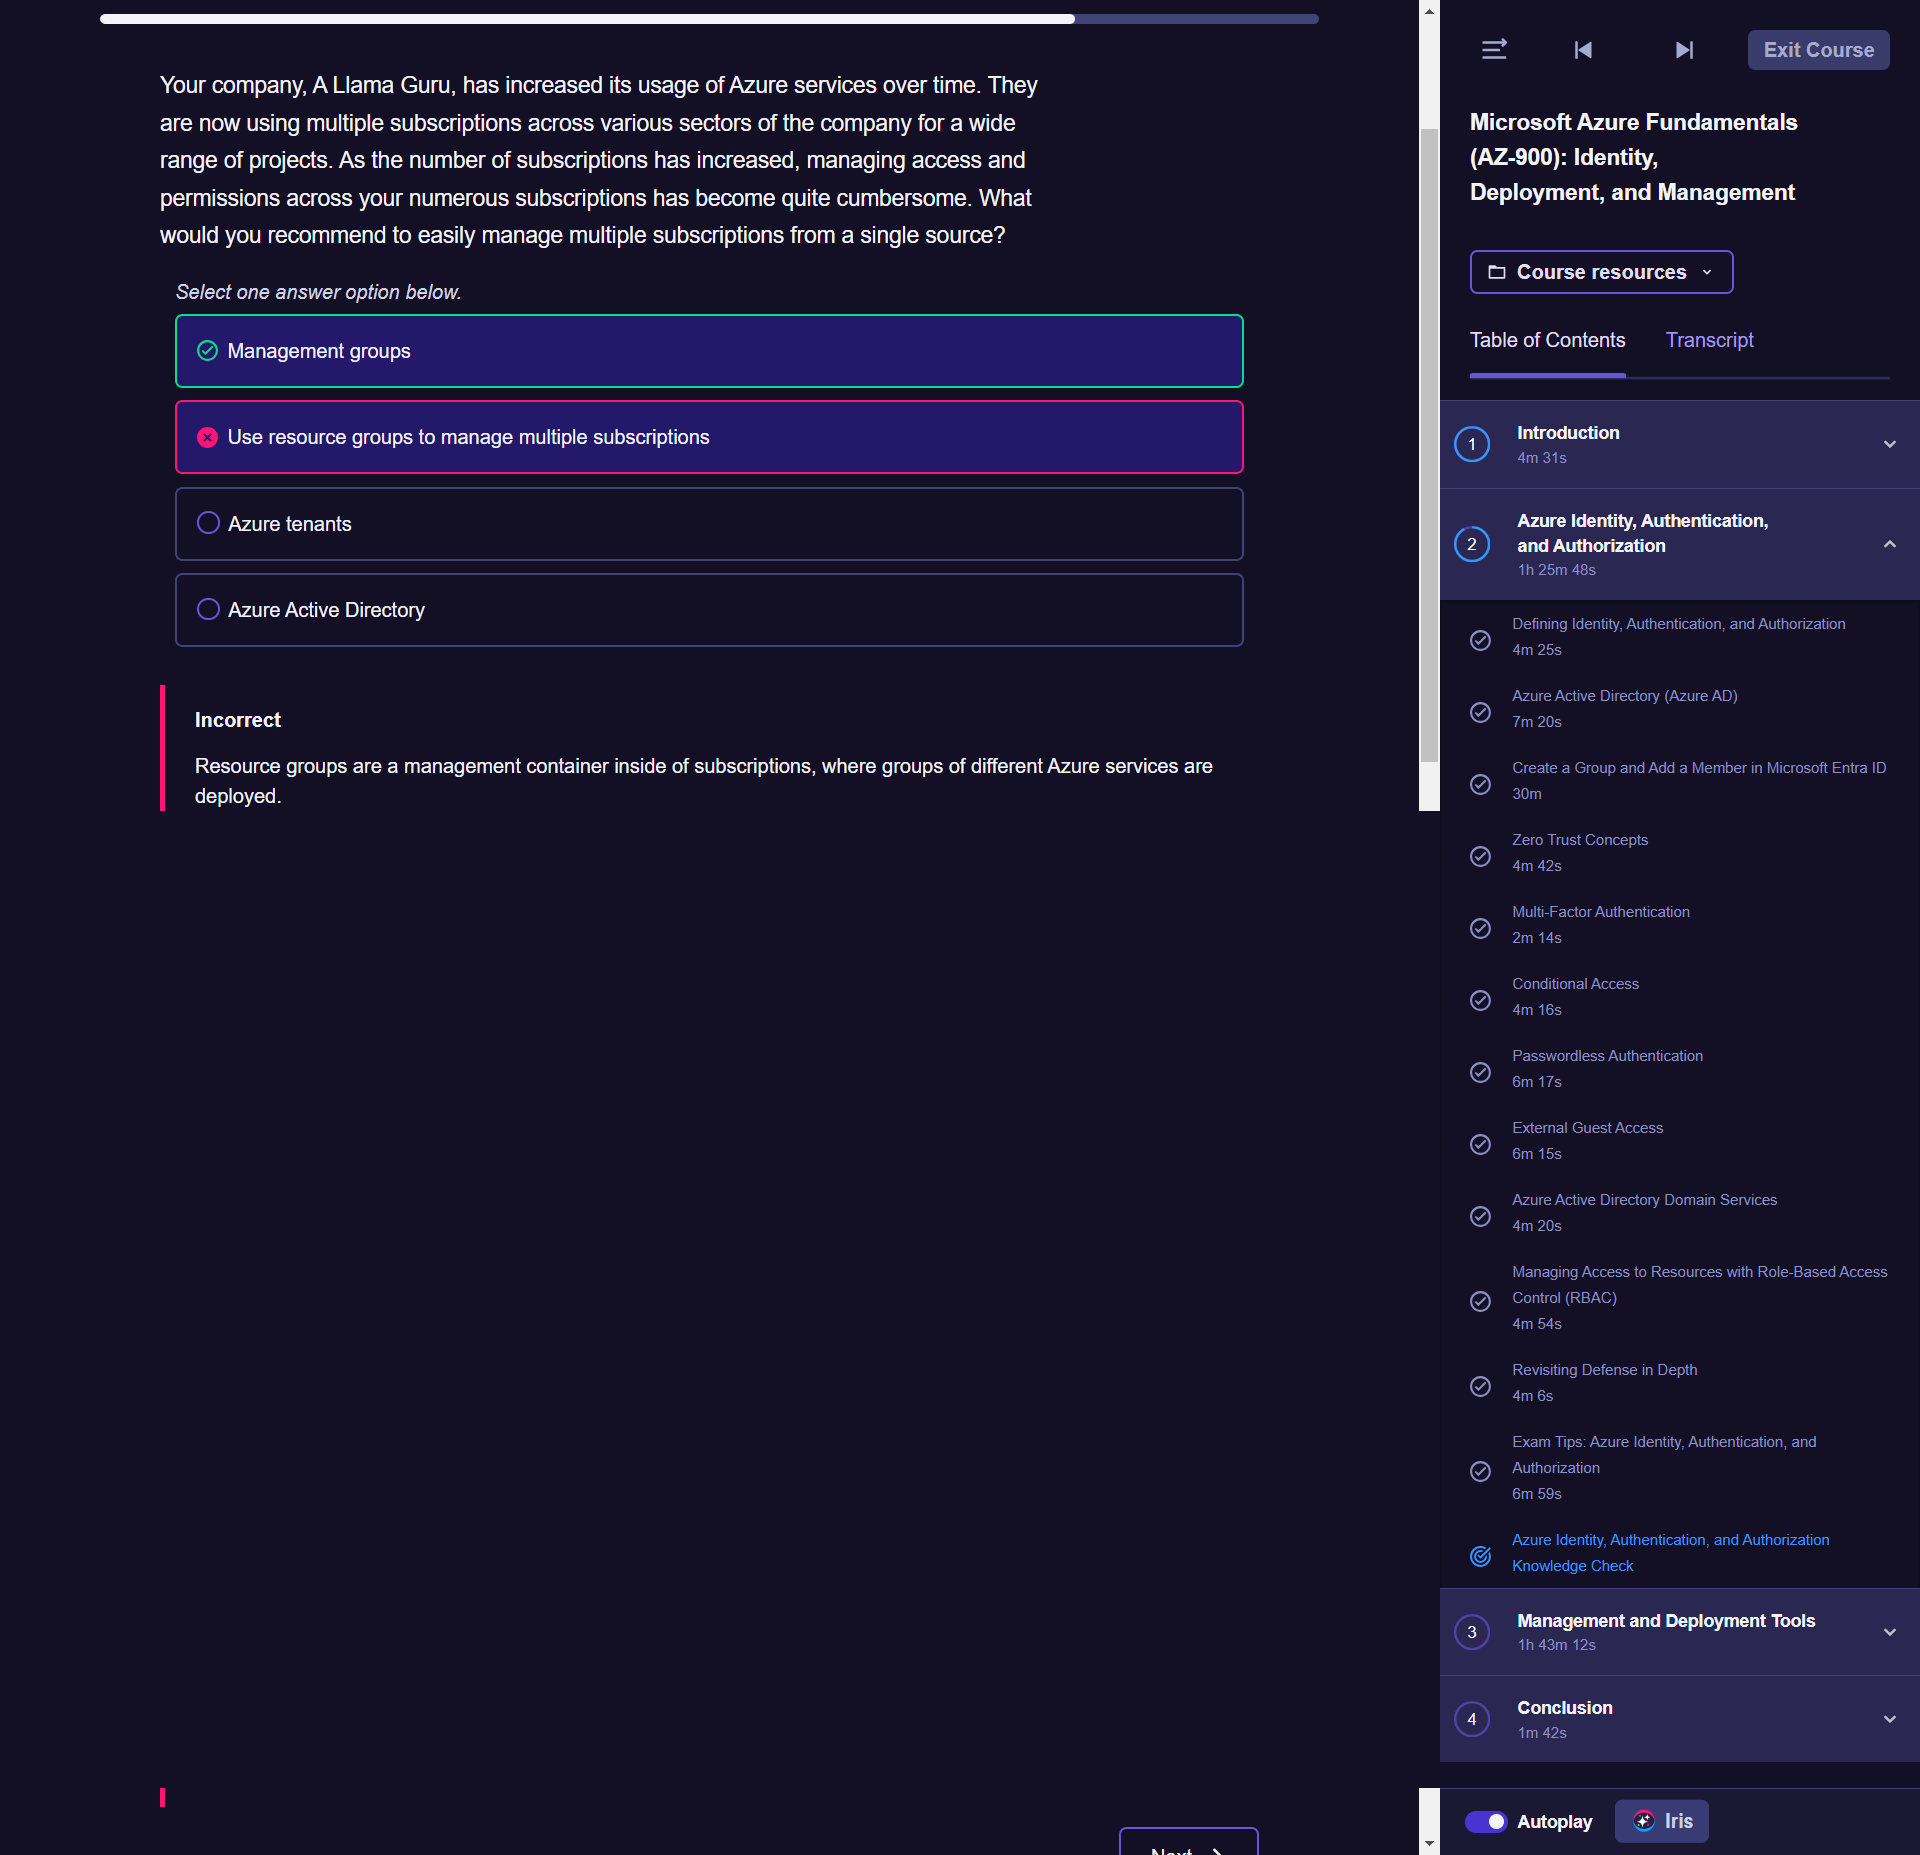 Your company, A Llama Guru, has increased its usage of Azure services over time. They
are now using multiple subscriptions across various sectors of the company for a wide
range of projects. As the number of subscriptions has increased, managing access and
permissions across your numerous subscriptions has become quite cumbersome. What
would you recommend to easily manage multiple subscriptions from a single source?
Select one answer option below.
Management groups
Use resource groups to manage multiple subscriptions
Azure tenants
Azure Active Directory
Incorrect
Resource groups are a management container inside of subscriptions, where groups of different Azure services are
deployed.
Next
Exit Course
Microsoft Azure Fundamentals
(AZ-900): Identity,
Deployment, and Management
Course resources
Table of Contents
Transcript
1
Introduction
4m 31s
2
Azure Identity, Authentication,
and Authorization
1h 25m 48s
Defining Identity, Authentication, and Authorization
4m 25s
Azure Active Directory (Azure AD)
7m 20s
Create a Group and Add a Member in Microsoft Entra ID
30m
Zero Trust Concepts
4m 42s
Multi-Factor Authentication
2m 14s
Conditional Access
4m 16s
Passwordless Authentication
6m 17s
External Guest Access
6m 15s
Azure Active Directory Domain Services
4m 20s
Managing Access to Resources with Role-Based Access
Control (RBAC)
4m 54s
Revisiting Defense in Depth
4m 6s
Exam Tips: Azure Identity, Authentication, and
Authorization
6m 59s
Azure Identity, Authentication, and Authorization
Knowledge Check
3
Management and Deployment Tools
1h 43m 12s
4
Conclusion
1m 42s
Autoplay
Iris